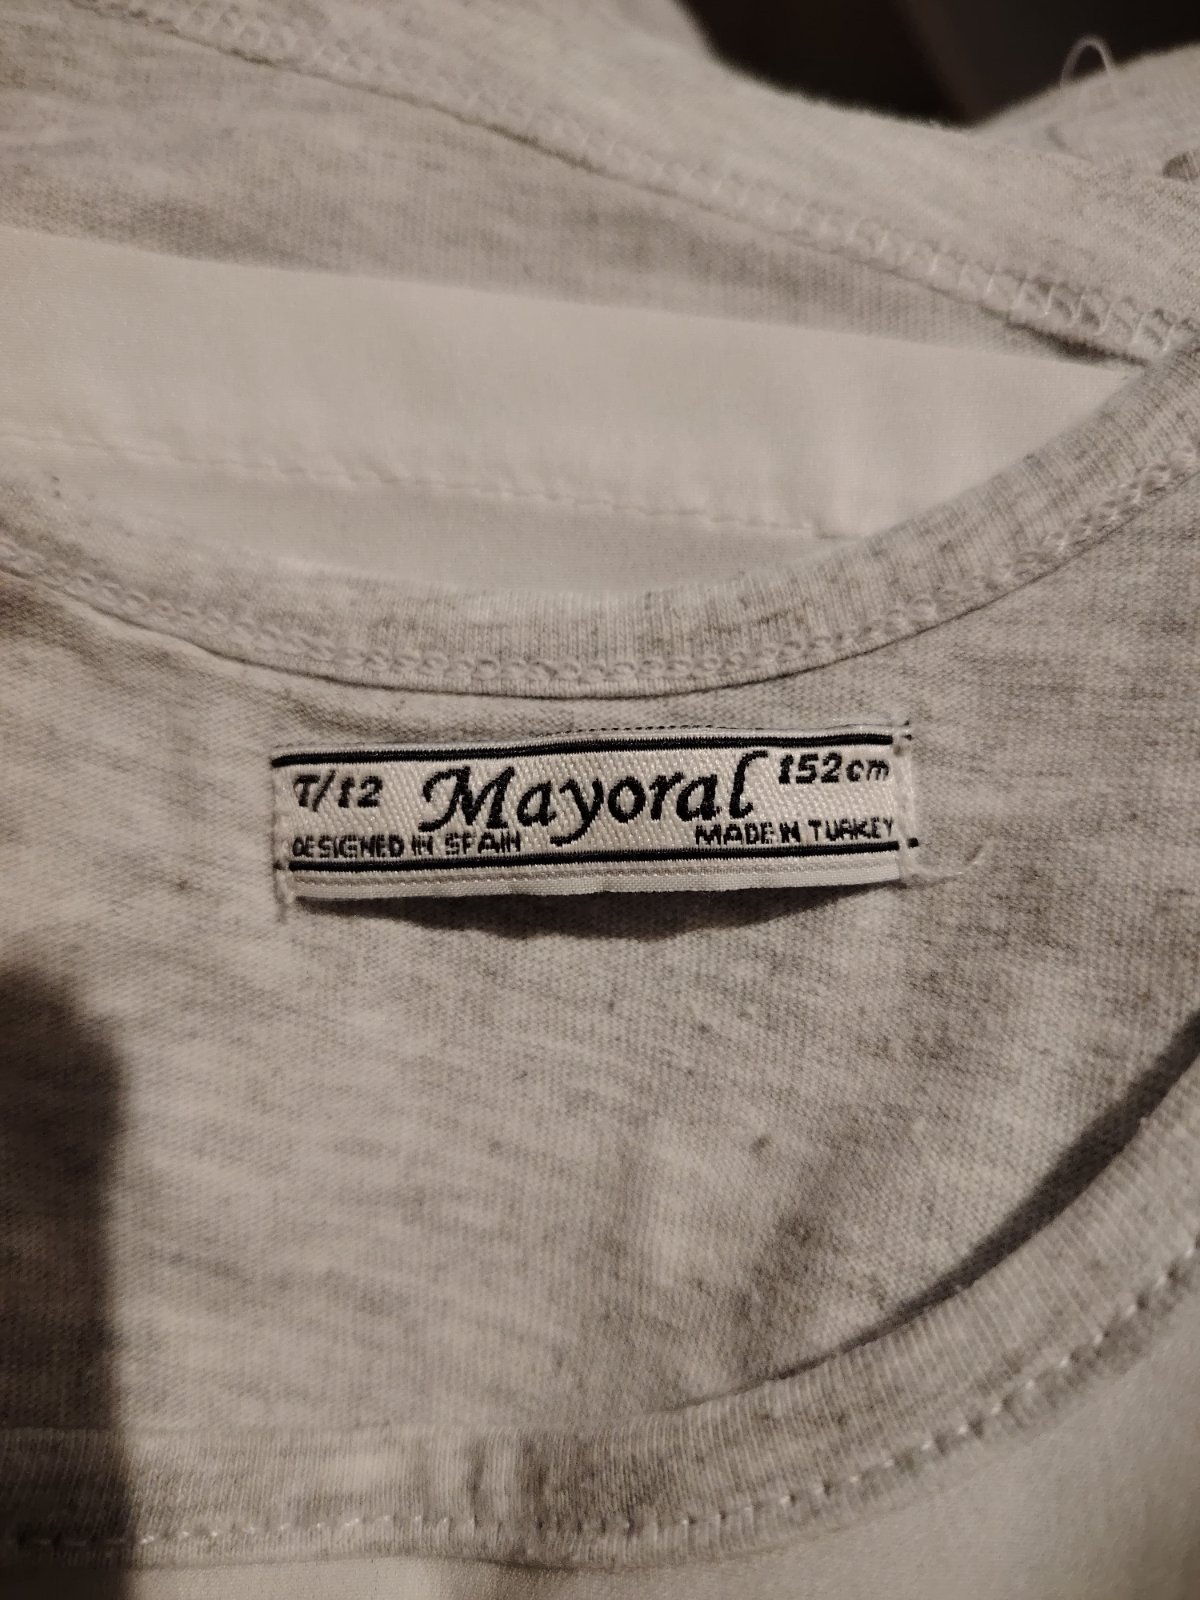 T/12 Mayoral 152cm
DESIGNED IN SPAIN MADE IN TURKEY